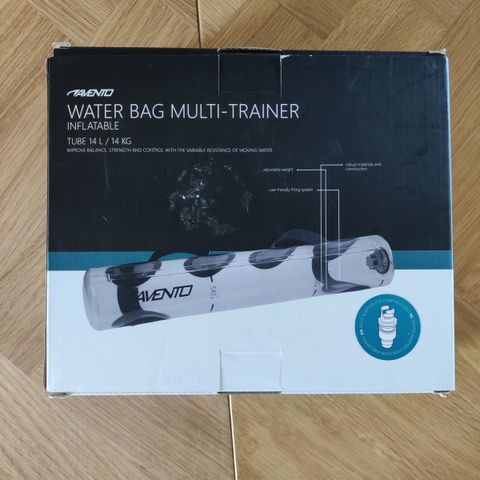 AVENTO
WATER BAG MULTI-TRAINER
INFLATABLE
TUBE 14 L / 14 KG
IMPROVE BALANCE, STRENGTH AND CONTROL WITH THE VARIABLE RESISTANCE OF MOVING WATER
adjustable weight
robust materials and
construction
user-friendly filling system
AVENTO
5KG